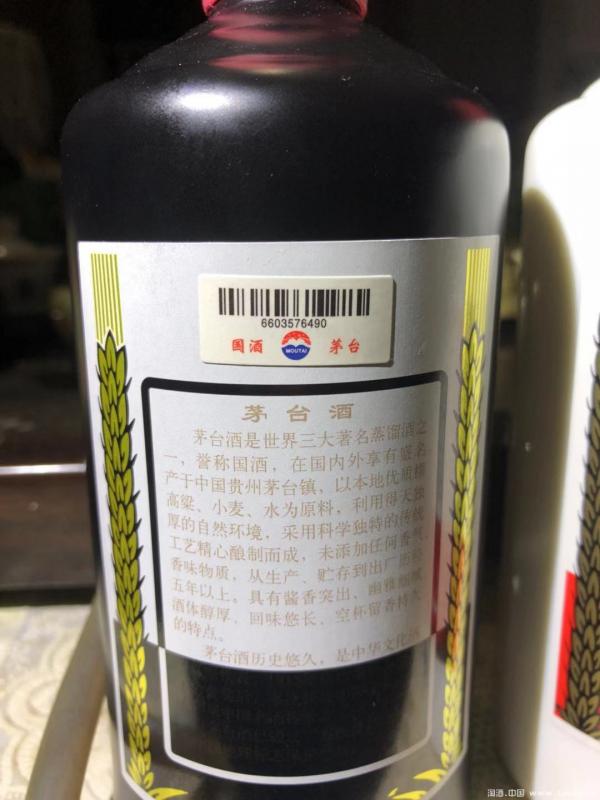 6603576490
国酒 MOUTAI 茅台
茅台酒
茅台酒是世界三大著名蒸馏酒之
一，誉称国酒，在国内外享有盛名
产于中国贵州茅台镇，以本地优质糯
高粱、小麦、水为原料，利用得天独
厚的自然环境，采用科学独特的传统
工艺精心酿制而成，未添加任何香气
香味物质，从生产、贮存到出厂历经
五年以上。具有酱香突出、幽雅细腻
酒体醇厚、回味悠长、空杯留香持久
的特点。
茅台酒历史悠久，是中华文化
淘酒.中国